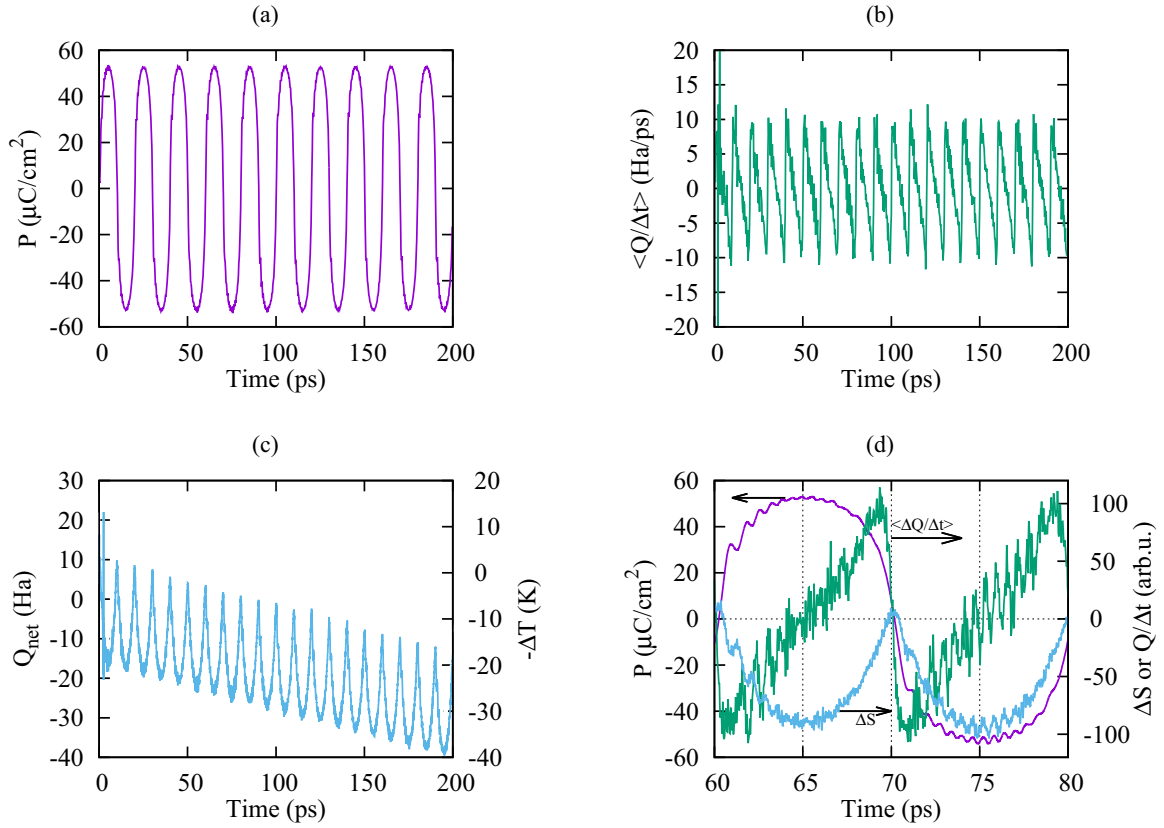 (a)
60
40
20
0
-20
-40
-60
P (μC/cm²)
0 50 100 150 200
Time (ps)
(b)
20
15
10
5
0
-5
-10
-15
-20
<Q/Δt> (Ha/ps)
0 50 100 150 200
Time (ps)
(c)
30
20
10
0
-10
-20
-30
-40
Qnet (Ha)
20
10
0
-10
-20
-30
-40
-ΔT (K)
0 50 100 150 200
Time (ps)
(d)
60
40
20
0
-20
-40
-60
P (μC/cm²)
<ΔQ/Δt>
ΔS
100
50
0
-50
-100
ΔS or Q/Δt (arb.u.)
60 65 70 75 80
Time (ps)